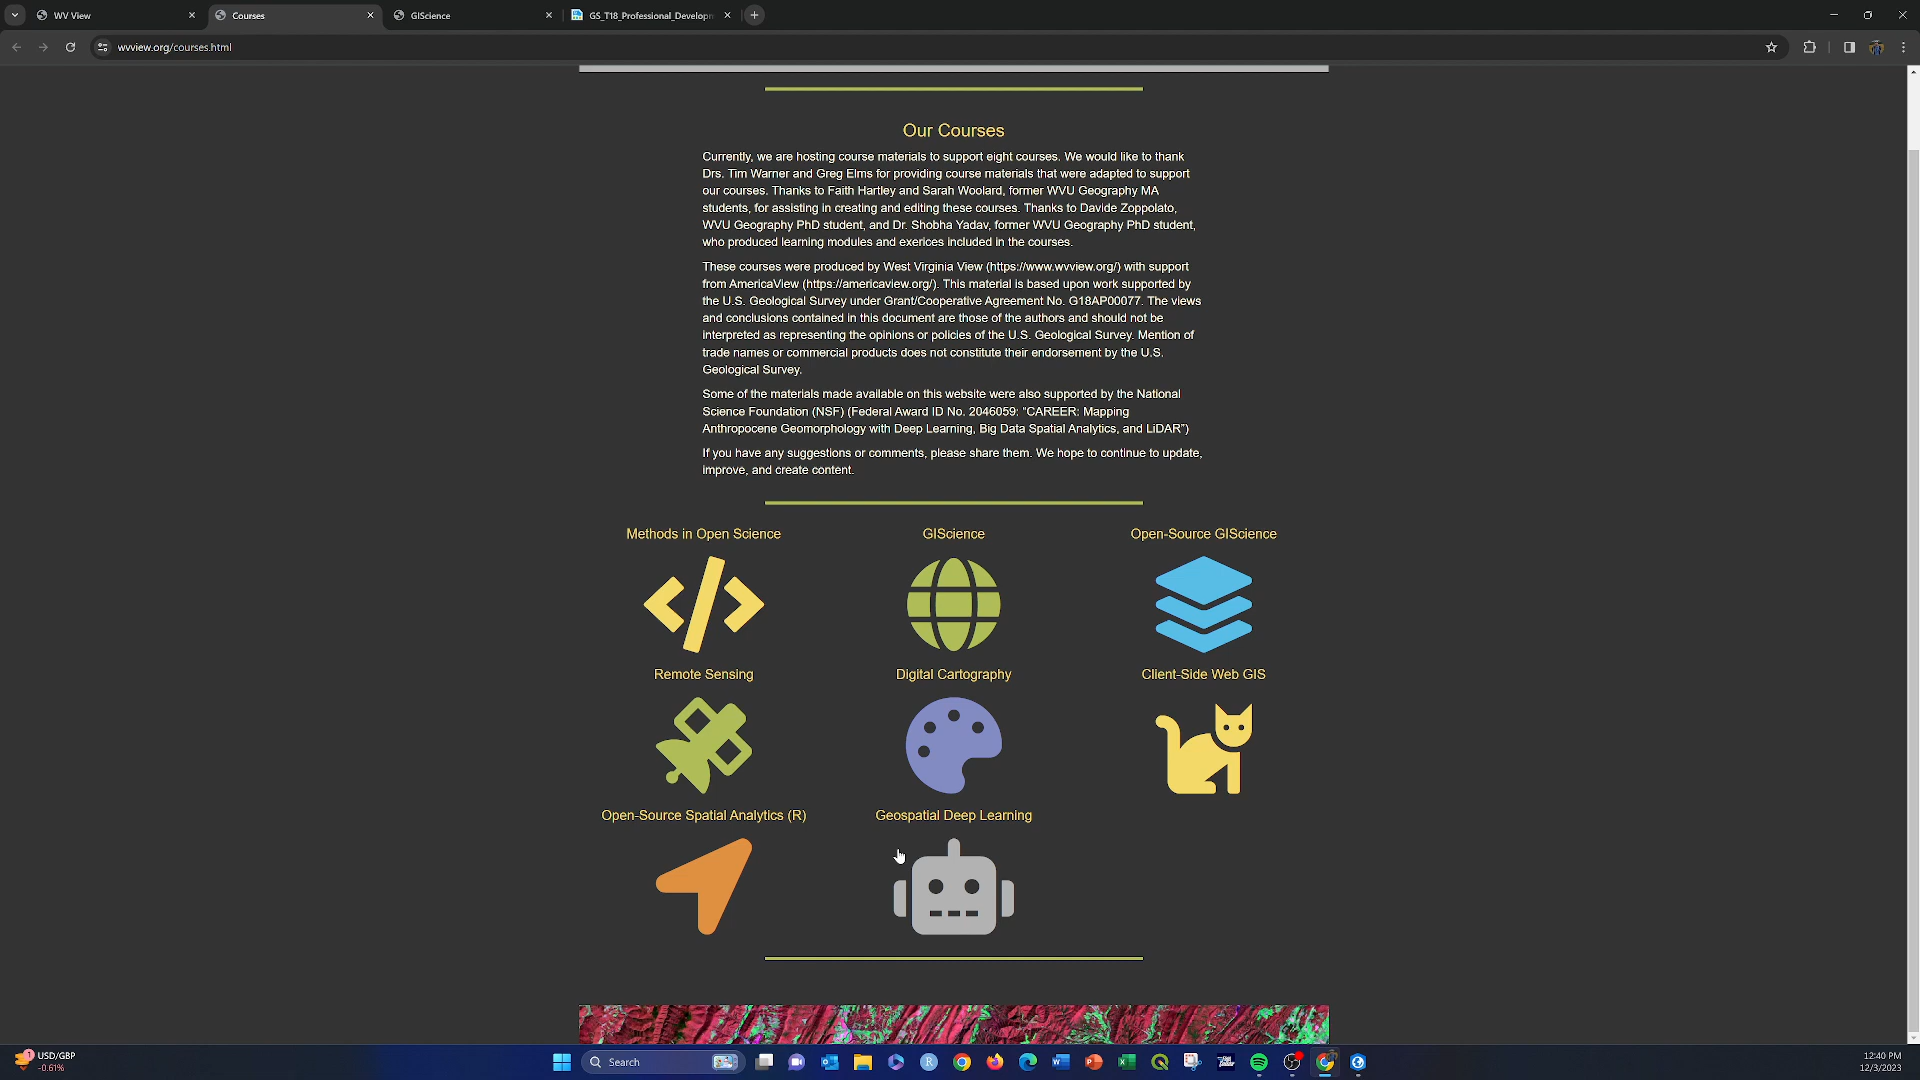 WV View
Courses
GIScience
GS_T18_Professional_Developm
wvview.org/courses.html
Our Courses
Currently, we are hosting course materials to support eight courses. We would like to thank
Drs. Tim Warner and Greg Elms for providing course materials that were adapted to support
our courses. Thanks to Faith Hartley and Sarah Woolard, former WVU Geography MA
students, for assisting in creating and editing these courses. Thanks to Davide Zoppolato,
WVU Geography PhD student, and Dr. Shobha Yadav, former WVU Geography PhD student,
who produced learning modules and exerices included in the courses.
These courses were produced by West Virginia View (https://www.wvview.org/) with support
from AmericaView (https://americaview.org/). This material is based upon work supported by
the U.S. Geological Survey under Grant/Cooperative Agreement No. G18AP00077. The views
and conclusions contained in this document are those of the authors and should not be
interpreted as representing the opinions or policies of the U.S. Geological Survey. Mention of
trade names or commercial products does not constitute their endorsement by the U.S.
Geological Survey.
Some of the materials made available on this website were also supported by the National
Science Foundation (NSF) (Federal Award ID No. 2046059: "CAREER: Mapping
Anthropocene Geomorphology with Deep Learning, Big Data Spatial Analytics, and LiDAR")
If you have any suggestions or comments, please share them. We hope to continue to update,
improve, and create content.
Methods in Open Science
GIScience
Open-Source GIScience
Remote Sensing
Digital Cartography
Client-Side Web GIS
Open-Source Spatial Analytics (R)
Geospatial Deep Learning
1
USD/GBP
-0.61%
Search
12:40 PM
12/3/2023